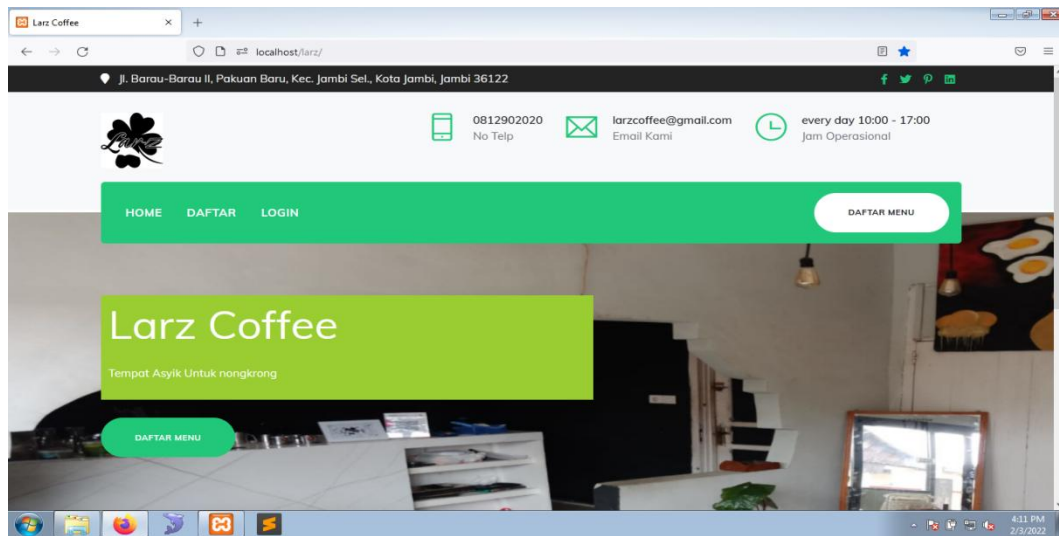 Larz Coffee
localhost/larz/
Jl. Barau-Barau II, Pakuan Baru, Kec. Jambi Sel., Kota Jambi, Jambi 36122
Larz
0812902020
No Telp
larzcoffee@gmail.com
Email Kami
every day 10:00 - 17:00
Jam Operasional
HOME DAFTAR LOGIN
DAFTAR MENU
Larz Coffee
Tempat Asyik Untuk nongkrong
DAFTAR MENU
4:11 PM
2/3/2022